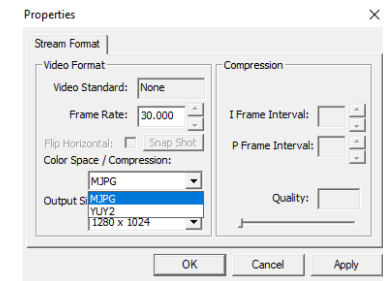 Properties
Stream Format
Video Format
Video Standard: None
Frame Rate: 30.000
Flip Horizontal: Snap Shot
Color Space / Compression:
MJPG
MJPG
YUY2
Output S
1280 x 1024
Compression
I Frame Interval:
P Frame Interval:
Quality:
OK Cancel Apply